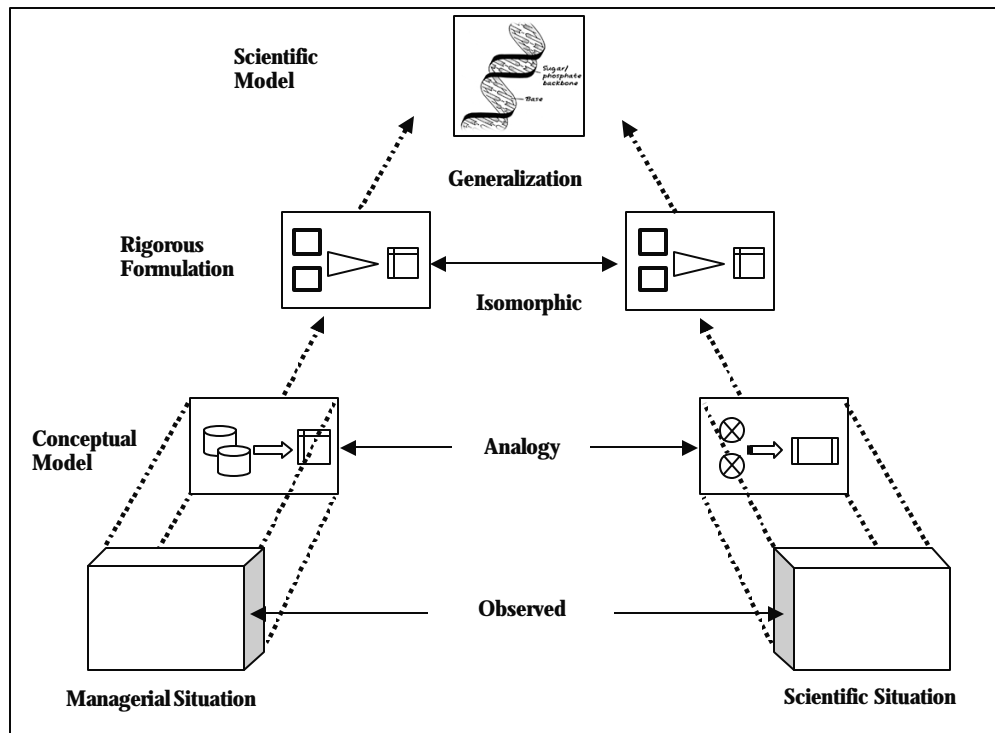 Scientific
Model
Sugar/
phosphate
backbone
Base
Generalization
Rigorous
Formulation
Isomorphic
Conceptual
Model
Analogy
Observed
Managerial Situation
Scientific Situation